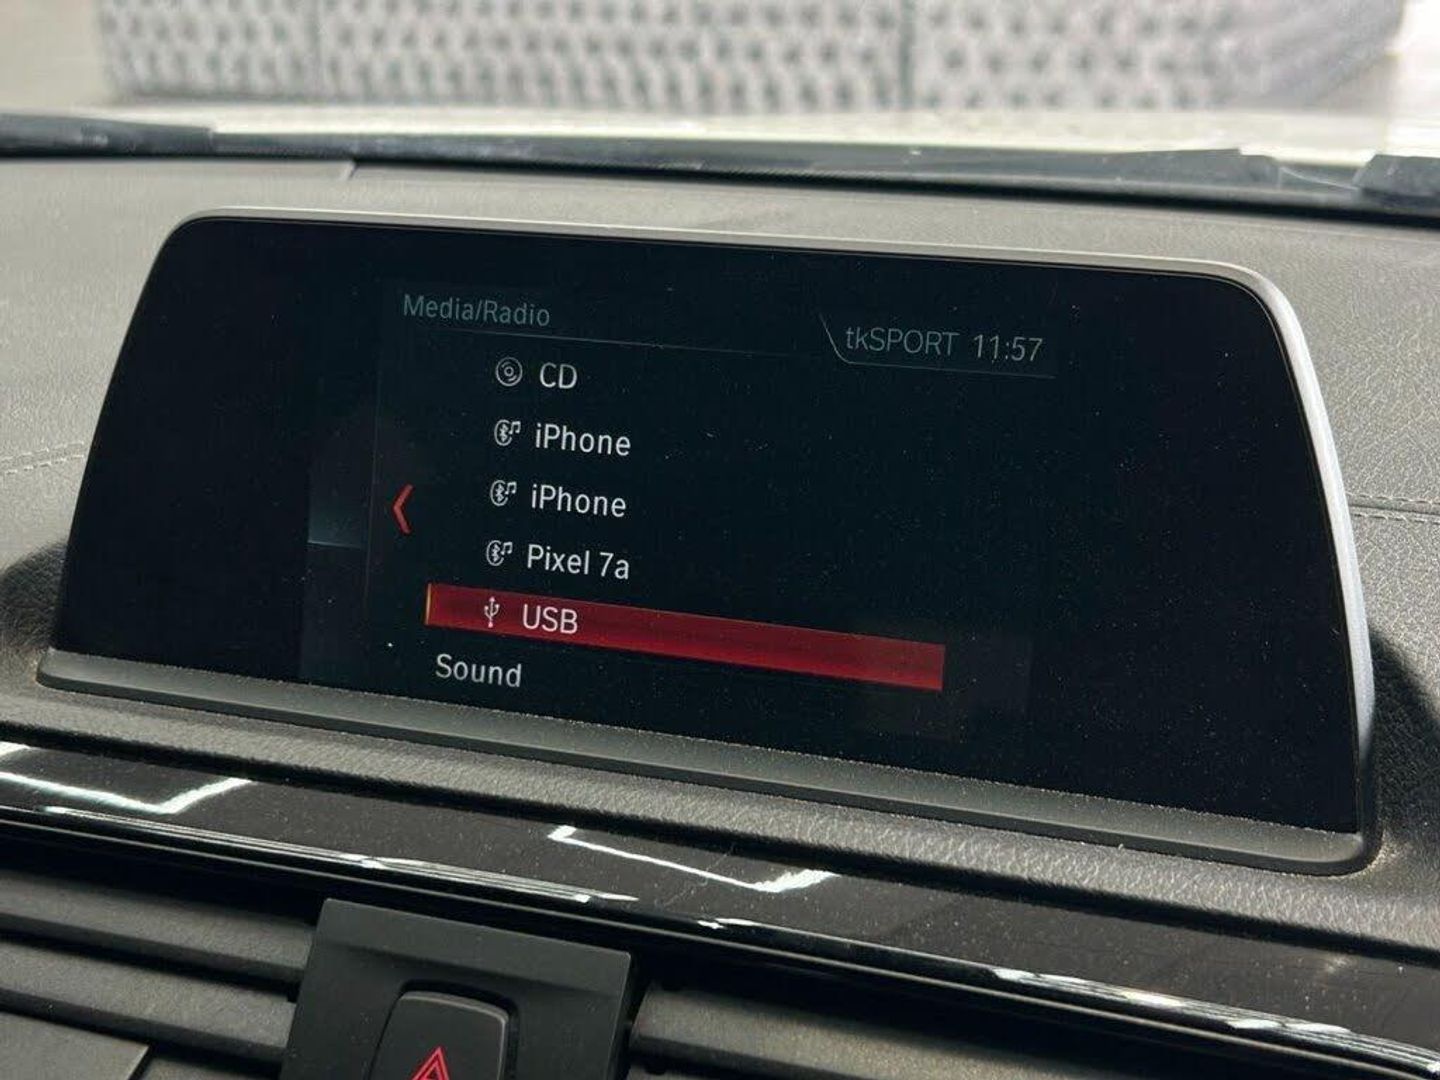 Media/Radio
tkSPORT 11:57
CD
iPhone
iPhone
Pixel 7a
USB
Sound